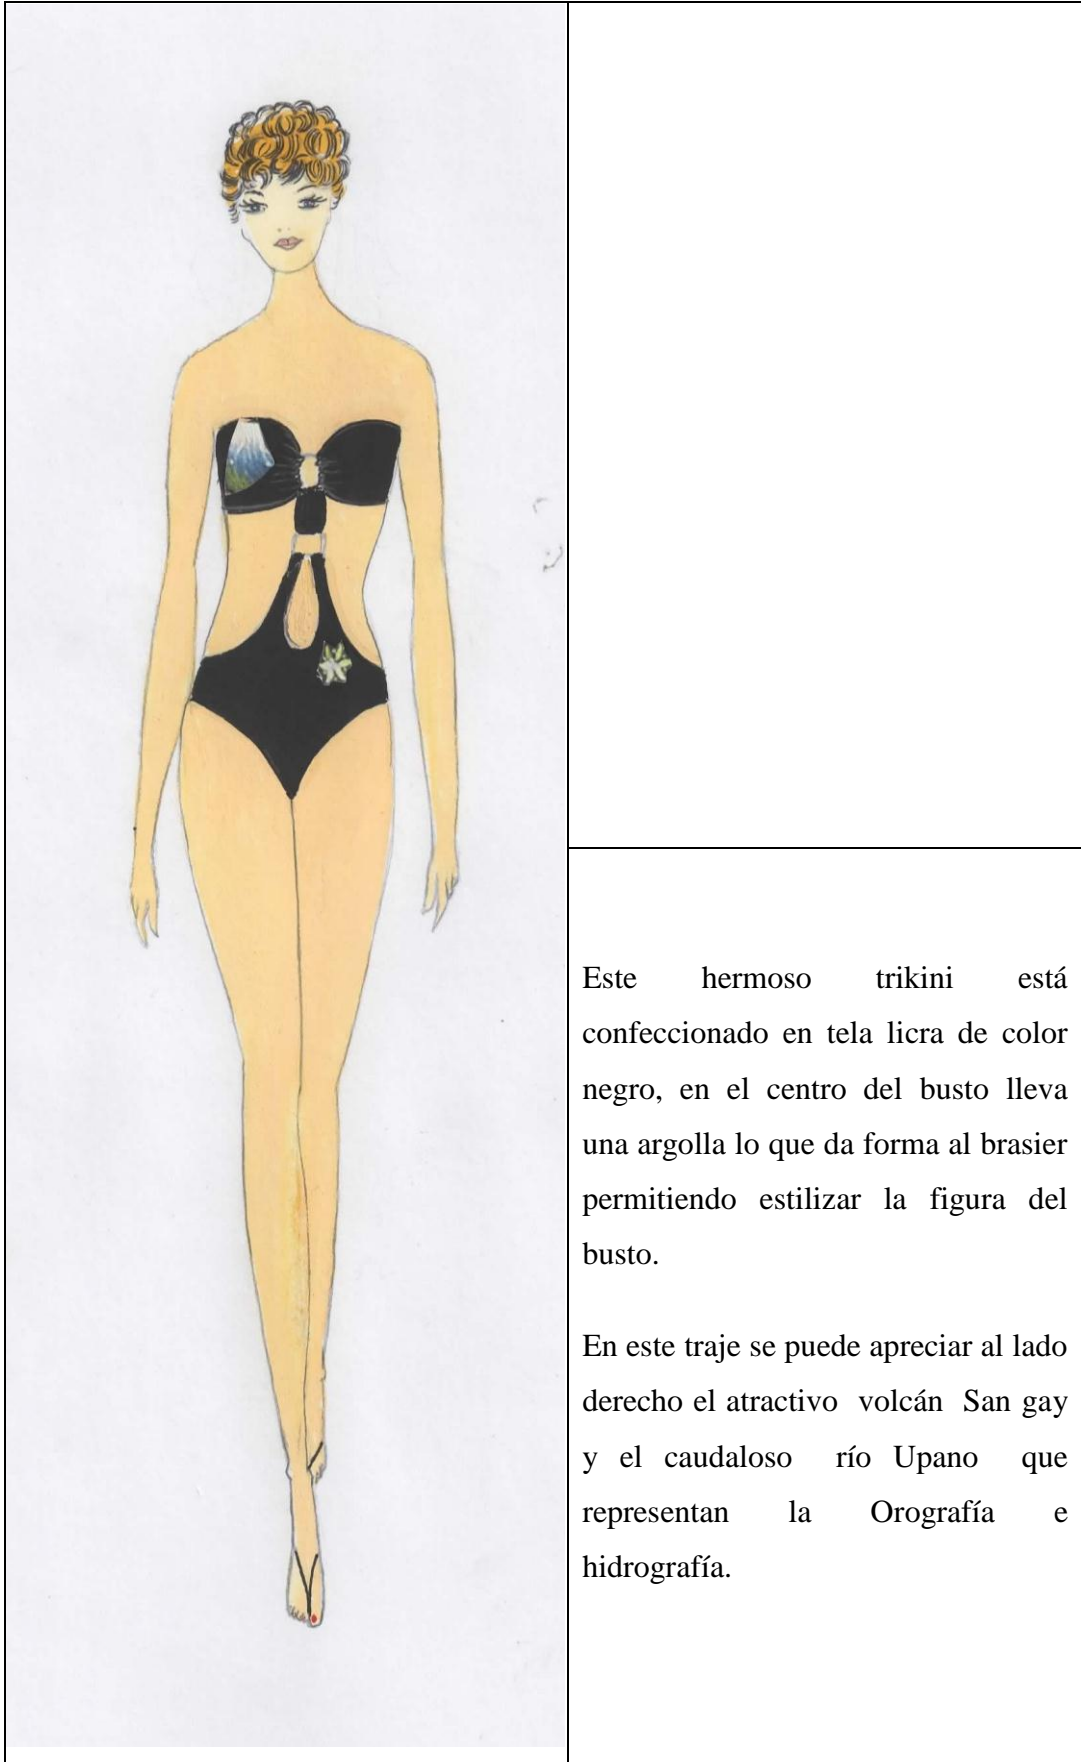 Este hermoso trikini está
confeccionado en tela licra de color
negro, en el centro del busto lleva
una argolla lo que da forma al brasier
permitiendo estilizar la figura del
busto.
En este traje se puede apreciar al lado
derecho el atractivo volcán San gay
y el caudaloso río Upano que
representan la Orografía e
hidrografía.